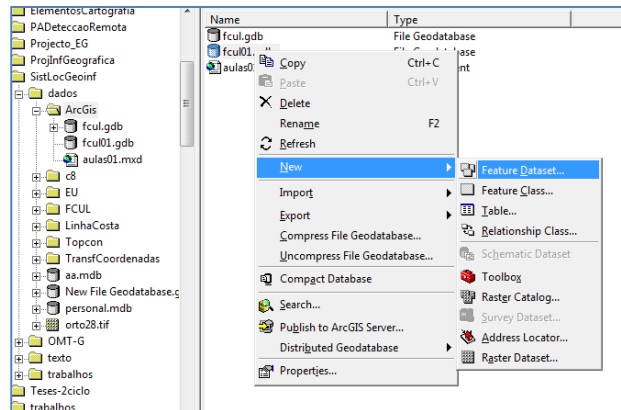 ElementosCartografia
PADeteccaoRemota
Projecto_EG
ProjInfGeografica
SistLocGeoinf
dados
ArcGis
fcul.gdb
fcul01.gdb
aulas01.mxd
c8
EU
FCUL
LinhaCosta
Topcon
TransfCoordenadas
aa.mdb
New File Geodatabase.g
personal.mdb
orto28.tif
OMT-G
texto
trabalhos
Teses-2ciclo
trabalhos
Name Type
fcul.gdb File Geodatabase
fcul01.
aulas0
Copy Ctrl+C
Paste Ctrl+V
Delete
Rename F2
Refresh
New
Import
Export
Compress File Geodatabase...
Uncompress File Geodatabase...
Compact Database
Search...
Publish to ArcGIS Server...
Distributed Geodatabase
Properties...
Feature Dataset...
Feature Class...
Table...
Relationship Class...
Schematic Dataset
Toolbox
Raster Catalog...
Survey Dataset...
Address Locator...
Raster Dataset...